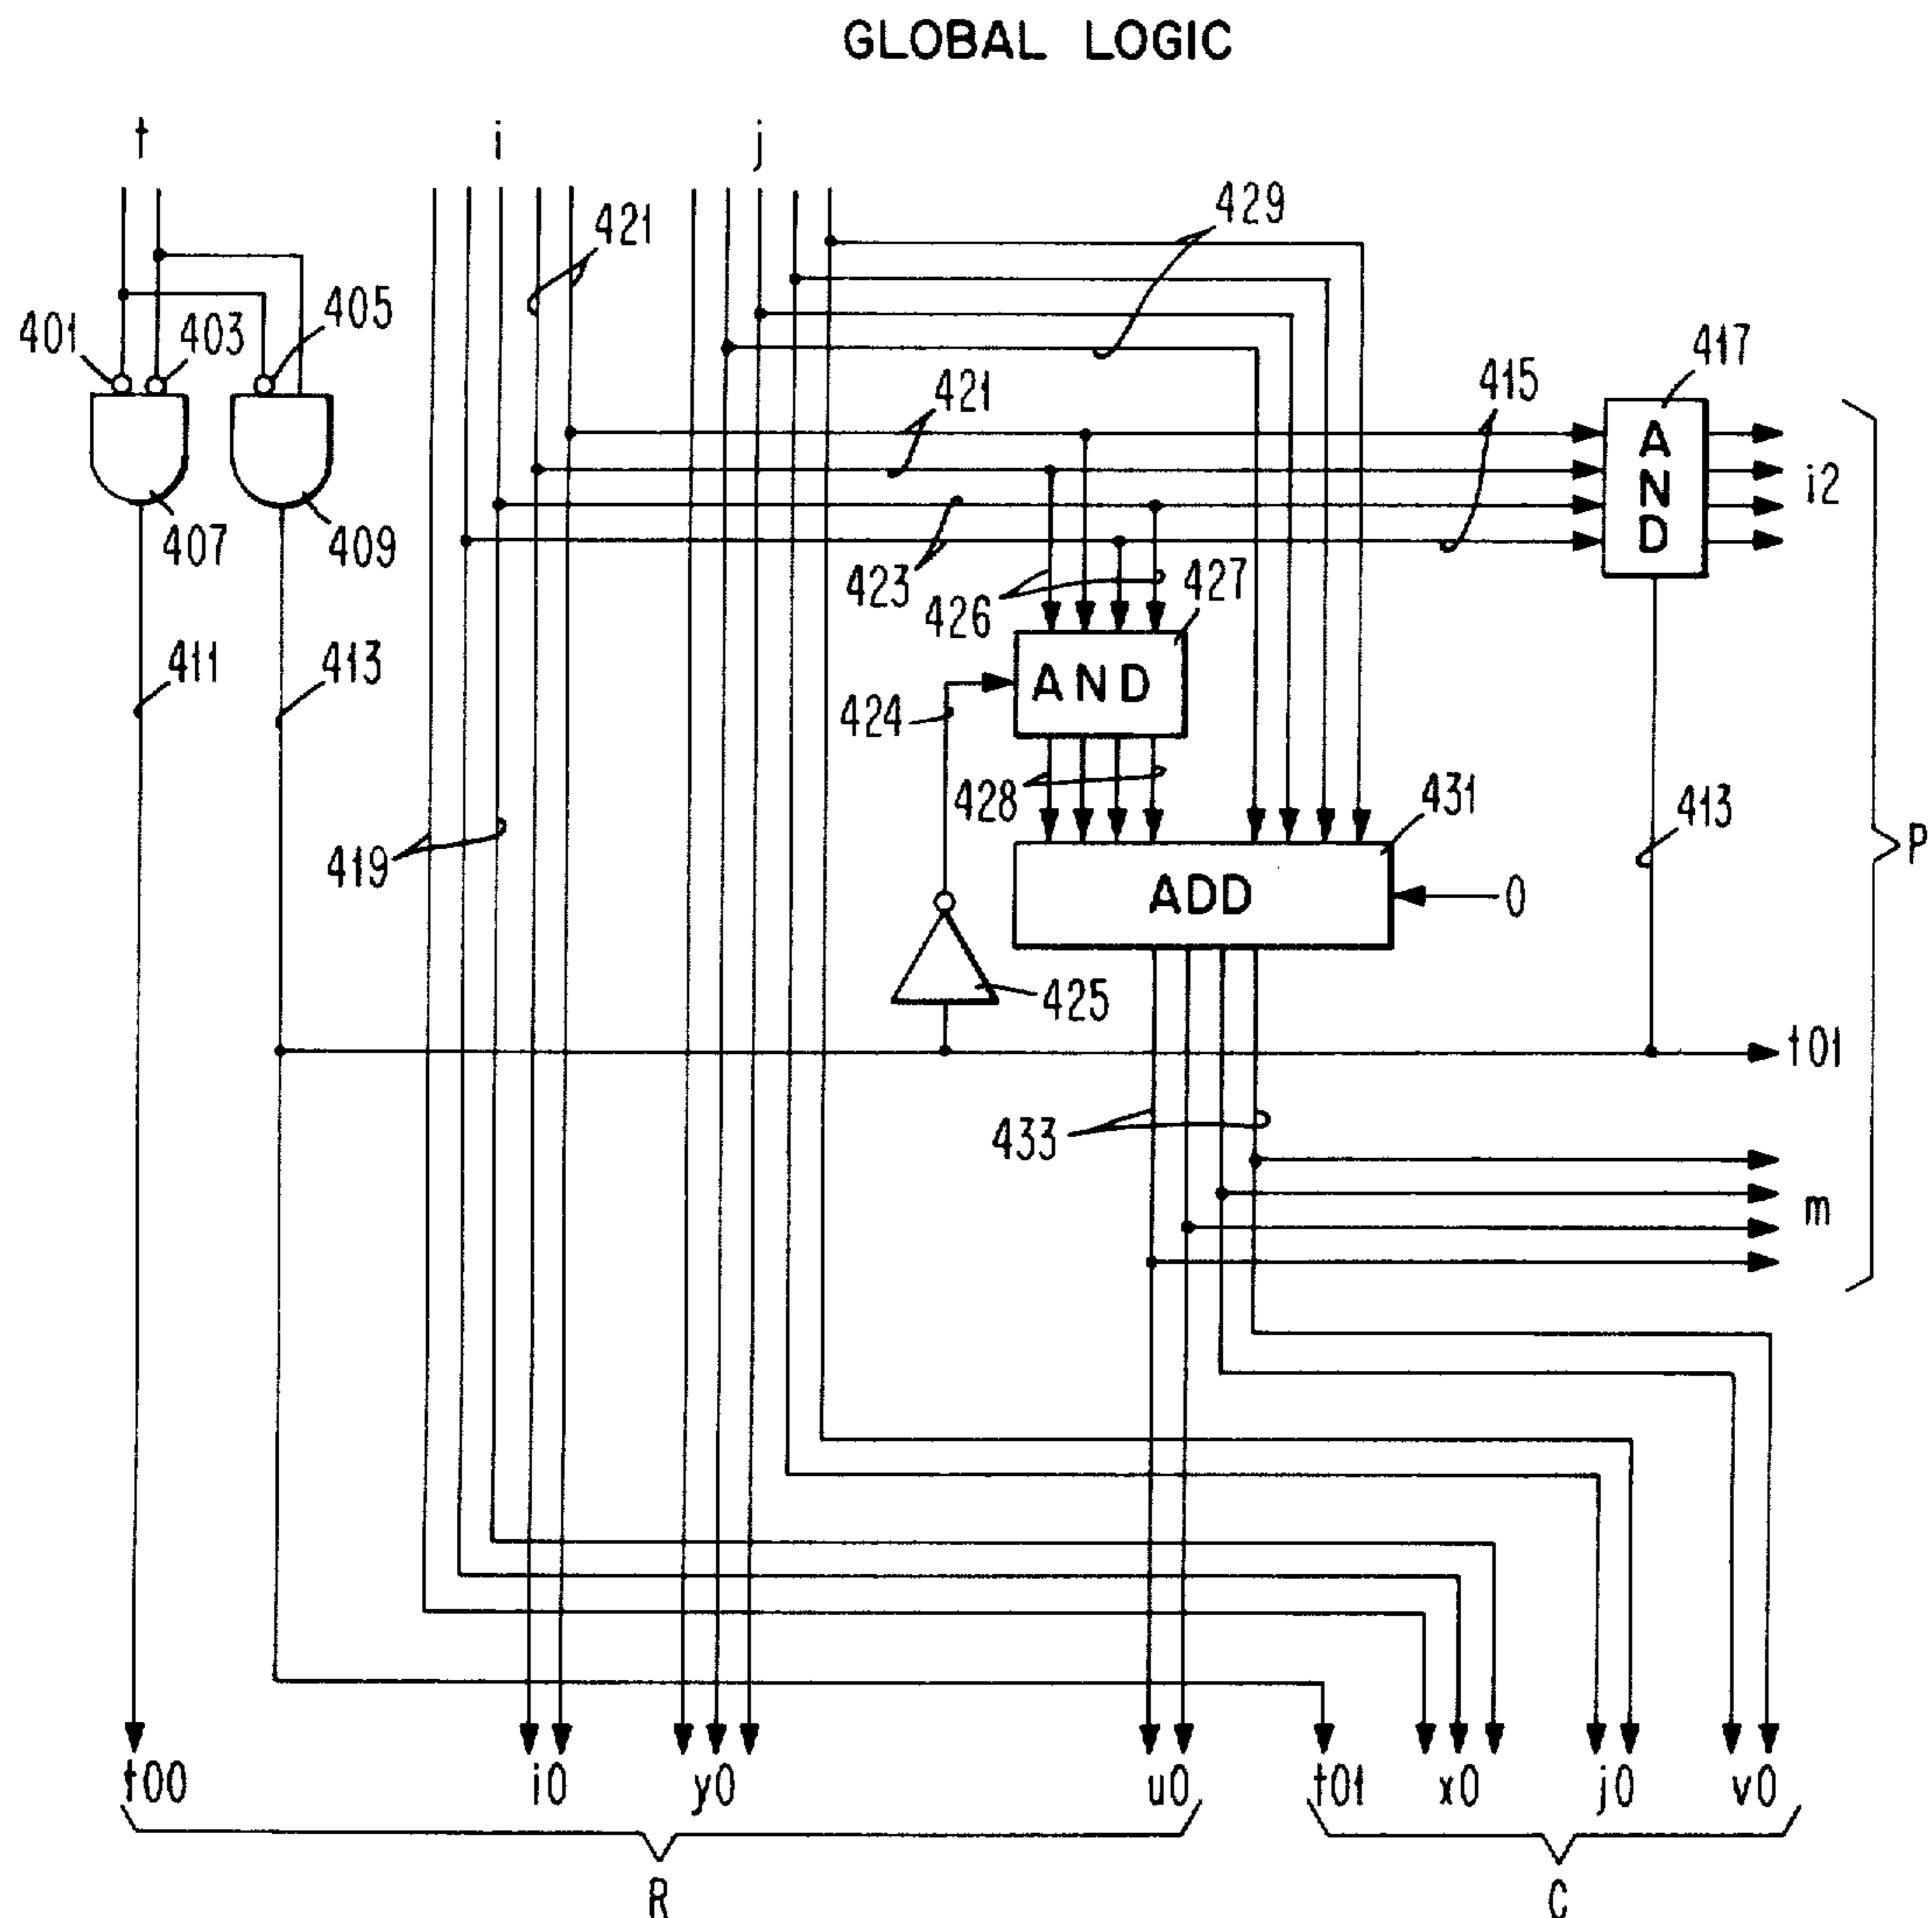 GLOBAL LOGIC
t i j
421 429
401 403 405 417
421 415
A
N
D
i2
407 409 423 426 427
411 413 424 AND
428 431 413 P
419 ADD 0
425
t01
433
m
t00 i0 y0 u0 t01 x0 j0 v0
R C